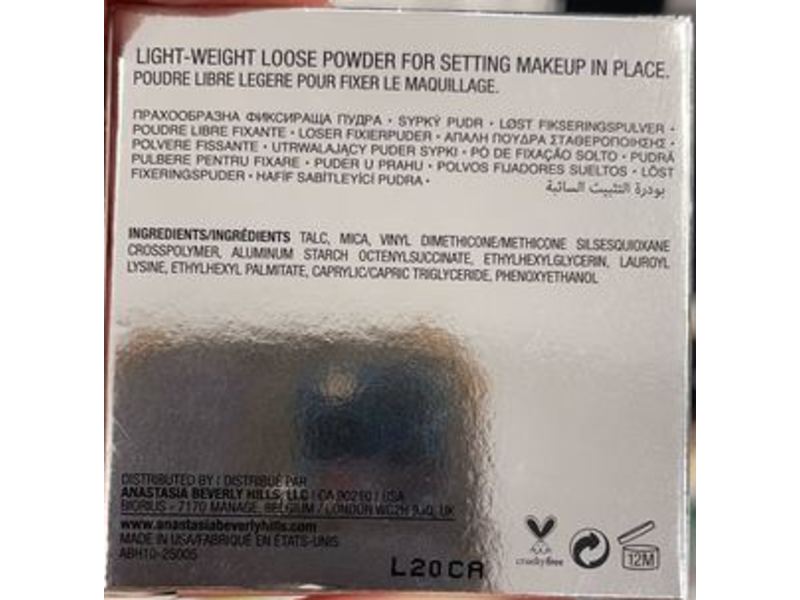 LIGHT-WEIGHT LOOSE POWDER FOR SETTING MAKEUP IN PLACE.
POUDRE LIBRE LEGERE POUR FIXER LE MAQUILLAGE.
ПРАХООБРАЗНА ФИКСИРАЩА ПУДРА • SYPKÝ PUDR • LØST FIKSERINGSPULVER •
POUDRE LIBRE FIXANTE • LOSER FIXIERPUDER • ΑΠΑΛΗ ΠΟΥΔΡΑ ΣΤΑΘΕΡΟΠΟΙΗΣΗΣ •
POLVERE FISSANTE • UTRWALAJĄCY PUDER SYPKI • PÓ DE FIXAÇÃO SOLTO • PUDRĂ
PULBERE PENTRU FIXARE • PUDER U PRAHU • POLVOS FIJADORES SUELTOS • LÖST
FIXERINGSPUDER • HAFİF SABİTLEYİCİ PUDRA •
بودرة التثبيت السائبة
INGREDIENTS/INGRÉDIENTS TALC, MICA, VINYL DIMETHICONE/METHICONE SILSESQUIOXANE
CROSSPOLYMER, ALUMINUM STARCH OCTENYLSUCCINATE, ETHYLHEXYLGLYCERIN, LAUROYL
LYSINE, ETHYLHEXYL PALMITATE, CAPRYLIC/CAPRIC TRIGLYCERIDE, PHENOXYETHANOL
DISTRIBUTED BY / DISTRIBUÉ PAR
ANASTASIA BEVERLY HILLS, LLC / CA 90210 / USA
BIORIUS - 7170 MANAGE, BELGIUM / LONDON WC2H 9JQ, UK
www.anastasiabeverlyhills.com
MADE IN USA/FABRIQUÉ EN ÉTATS-UNIS
ABH10-25005
L20CA
crueltyfree
12M